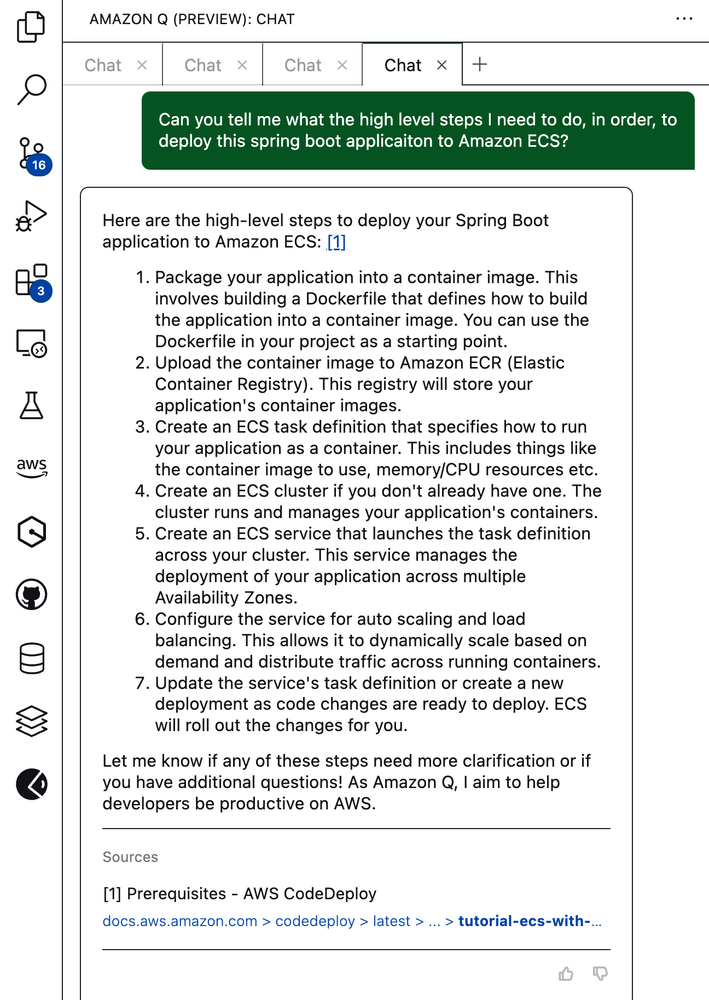 AMAZON Q (PREVIEW): CHAT
Chat
Chat
Chat
Chat
Can you tell me what the high level steps I need to do, in order, to
deploy this spring boot applicaiton to Amazon ECS?
16
3
aws
Here are the high-level steps to deploy your Spring Boot
application to Amazon ECS: [1]
1. Package your application into a container image. This
involves building a Dockerfile that defines how to build
the application into a container image. You can use the
Dockerfile in your project as a starting point.
2. Upload the container image to Amazon ECR (Elastic
Container Registry). This registry will store your
application's container images.
3. Create an ECS task definition that specifies how to run
your application as a container. This includes things like
the container image to use, memory/CPU resources etc.
4. Create an ECS cluster if you don't already have one. The
cluster runs and manages your application's containers.
5. Create an ECS service that launches the task definition
across your cluster. This service manages the
deployment of your application across multiple
Availability Zones.
6. Configure the service for auto scaling and load
balancing. This allows it to dynamically scale based on
demand and distribute traffic across running containers.
7. Update the service's task definition or create a new
deployment as code changes are ready to deploy. ECS
will roll out the changes for you.
Let me know if any of these steps need more clarification or if
you have additional questions! As Amazon Q, I aim to help
developers be productive on AWS.
Sources
[1] Prerequisites - AWS CodeDeploy
docs.aws.amazon.com > codedeploy > latest > ... > tutorial-ecs-with-...